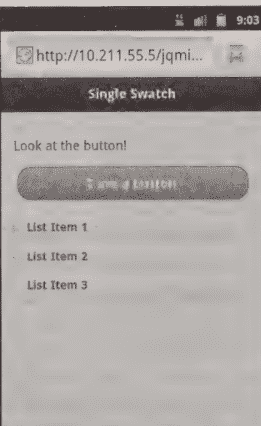 9:03
http://10.211.55.5/jqmi...
Single Swatch
Look at the button!
List Item 1
List Item 2
List Item 3